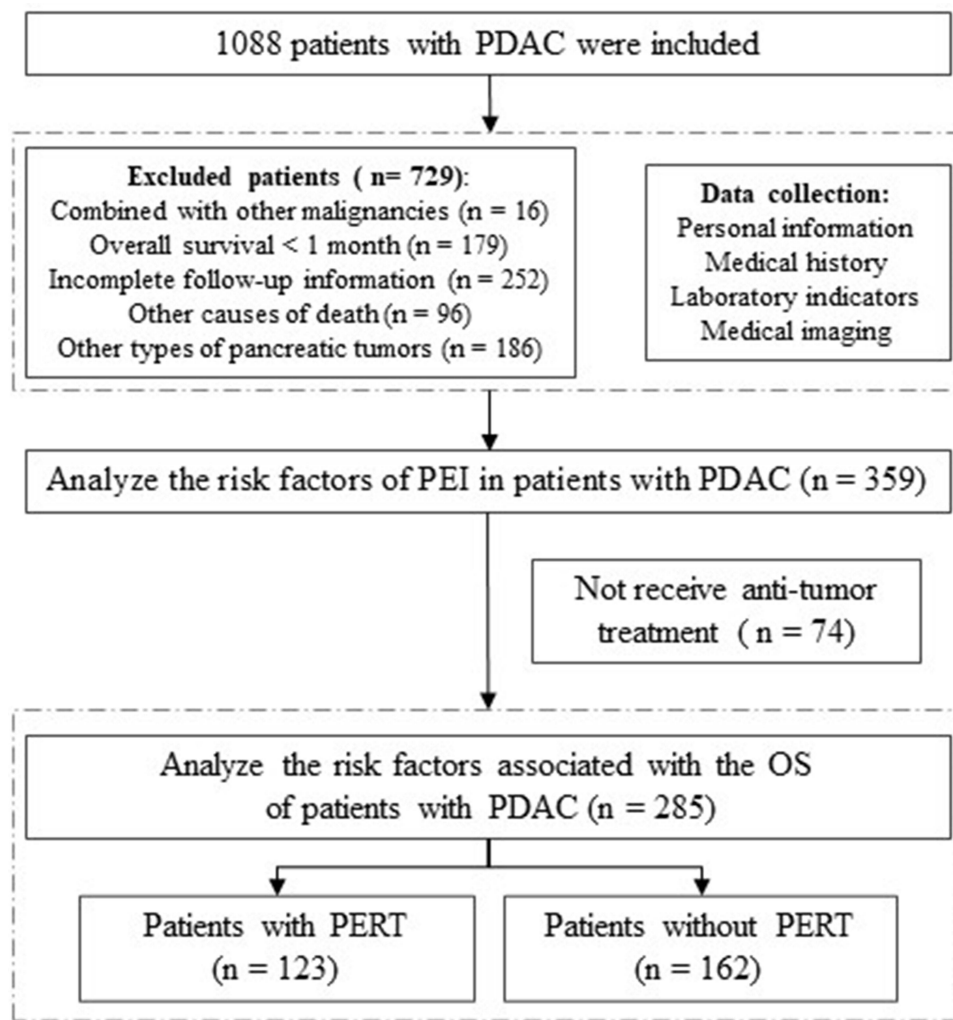 1088 patients with PDAC were included
Excluded patients ( n= 729):
Combined with other malignancies (n = 16)
Overall survival < 1 month (n = 179)
Incomplete follow-up information (n = 252)
Other causes of death (n = 96)
Other types of pancreatic tumors (n = 186)
Data collection:
Personal information
Medical history
Laboratory indicators
Medical imaging
Analyze the risk factors of PEI in patients with PDAC (n = 359)
Not receive anti-tumor
treatment ( n = 74)
Analyze the risk factors associated with the OS
of patients with PDAC (n = 285)
Patients with PERT
(n = 123)
Patients without PERT
(n = 162)